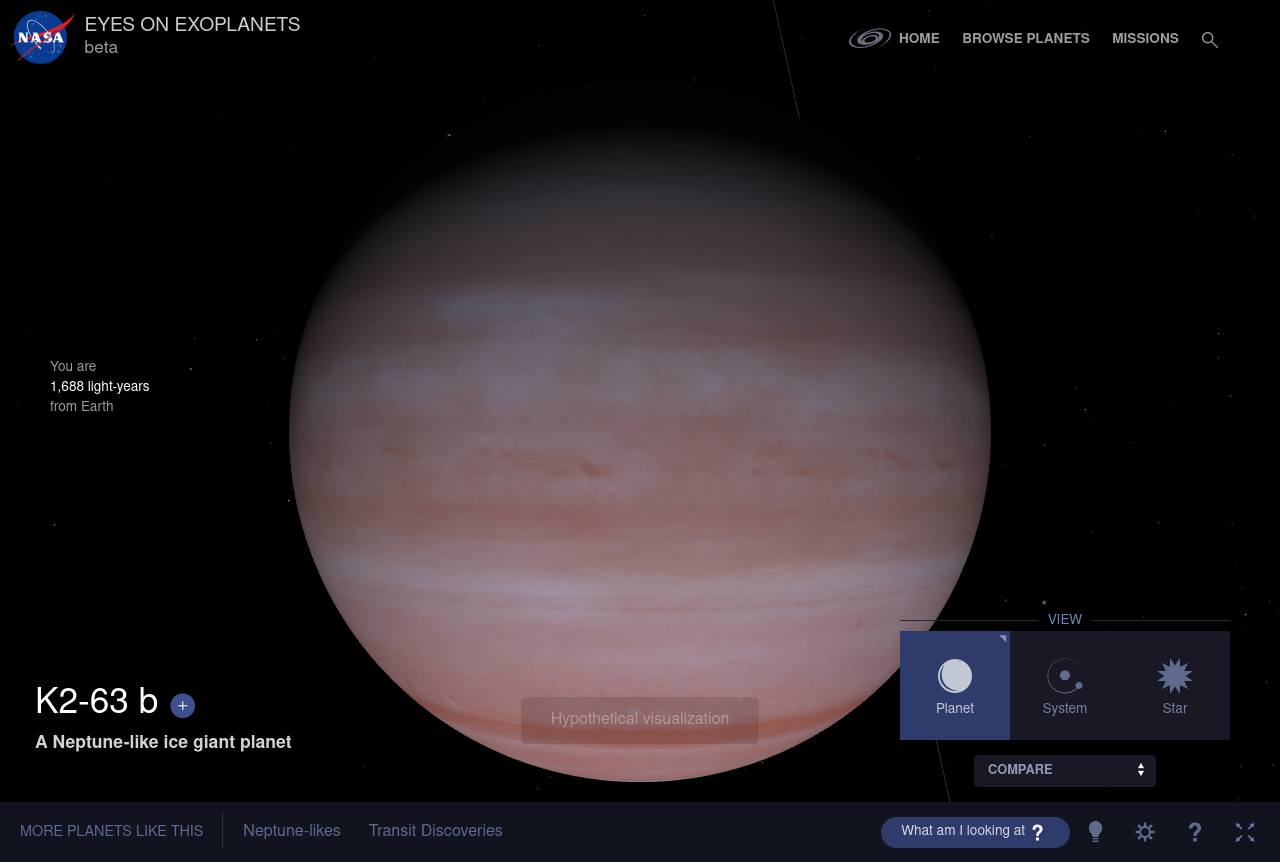 NASA
EYES ON EXOPLANETS
beta
HOME
BROWSE PLANETS
MISSIONS
You are
1,688 light-years
from Earth
VIEW
Planet
System
Star
COMPARE
K2-63 b +
A Neptune-like ice giant planet
Hypothetical visualization
MORE PLANETS LIKE THIS
Neptune-likes
Transit Discoveries
What am I looking at ?
?